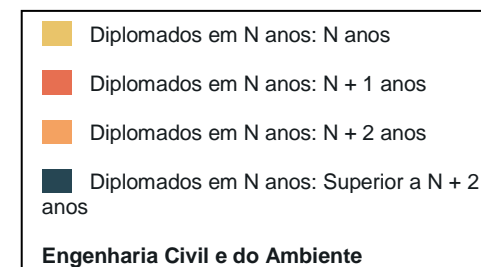 Diplomados em N anos: N anos
Diplomados em N anos: N + 1 anos
Diplomados em N anos: N + 2 anos
Diplomados em N anos: Superior a N + 2
anos
Engenharia Civil e do Ambiente